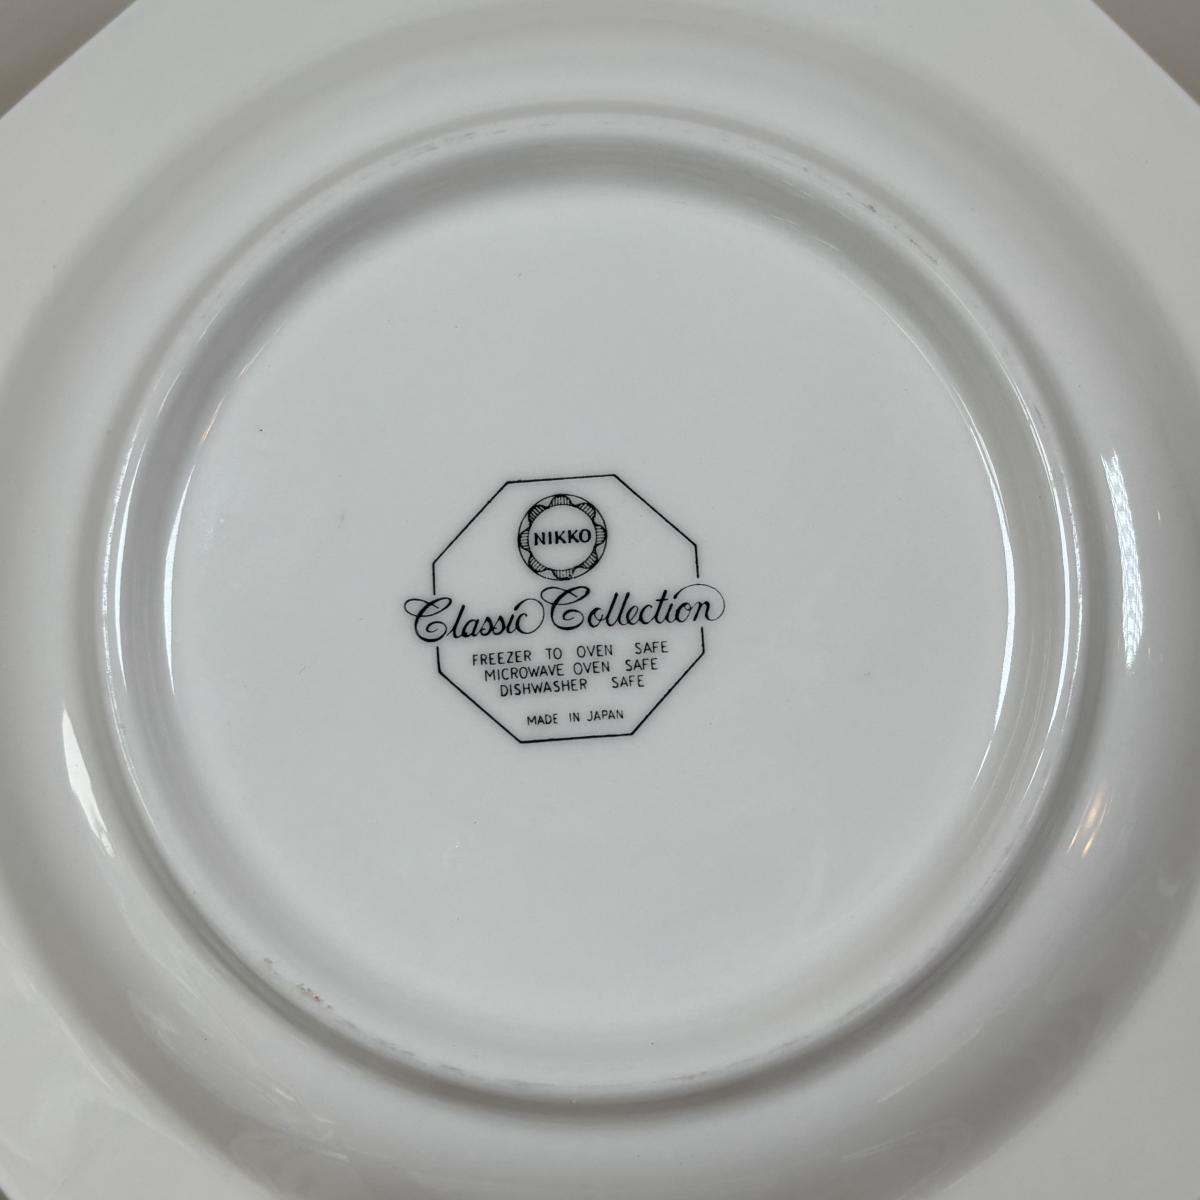 NIKKO
Classic Collection
FREEZER TO OVEN SAFE
MICROWAVE OVEN SAFE
DISHWASHER SAFE
MADE IN JAPAN